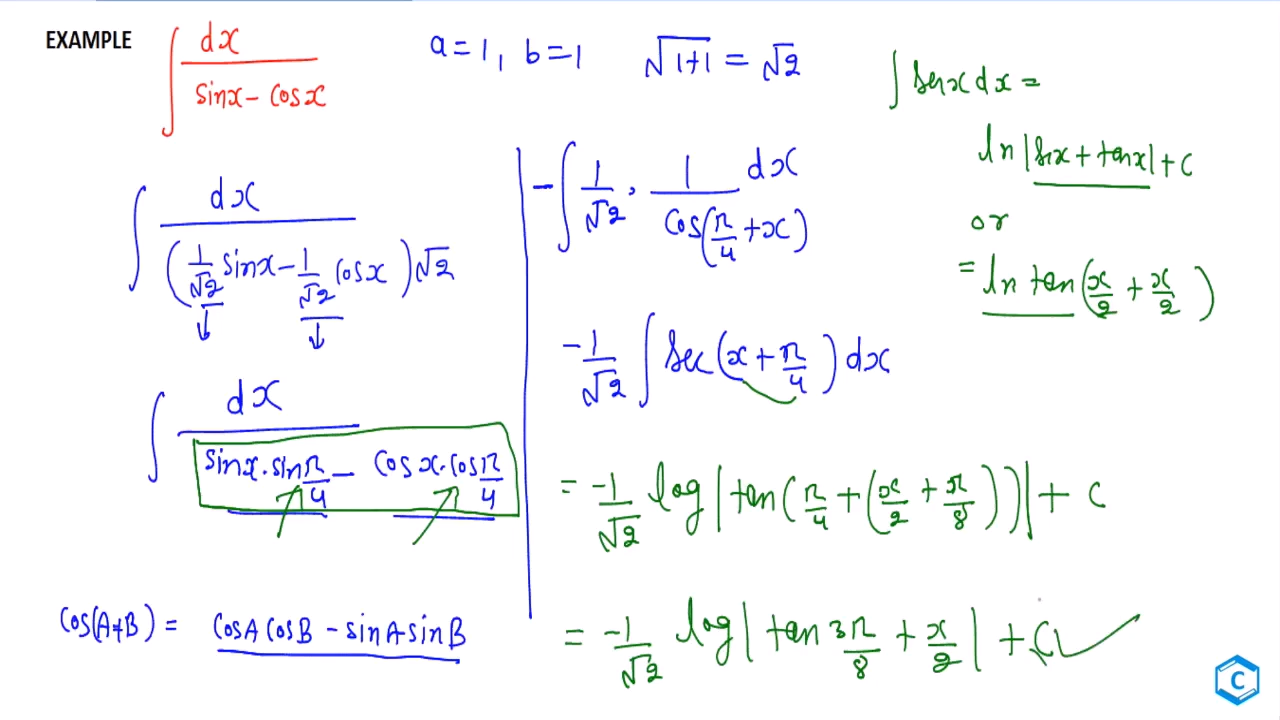 EXAMPLE ∫ dx / (sinx - cosx)
a=1, b=1 √(1+1) = √2
∫ dx / ((1/√2 sinx - 1/√2 cosx)√2)
∫ dx / (sinx·sin π/4 - cosx·cos π/4)
cos(A+B) = cosA cosB - sinA sinB
-∫ 1/√2 · 1/cos(π/4 + x) dx
-1/√2 ∫ sec(x + π/4) dx
= -1/√2 log|tan(π/4 + (x/2 + π/8))| + c
= -1/√2 log|tan 3π/8 + x/2| + c
∫ secx dx =
ln|secx + tanx| + c
or
= ln tan(x/2 + x/2)
C